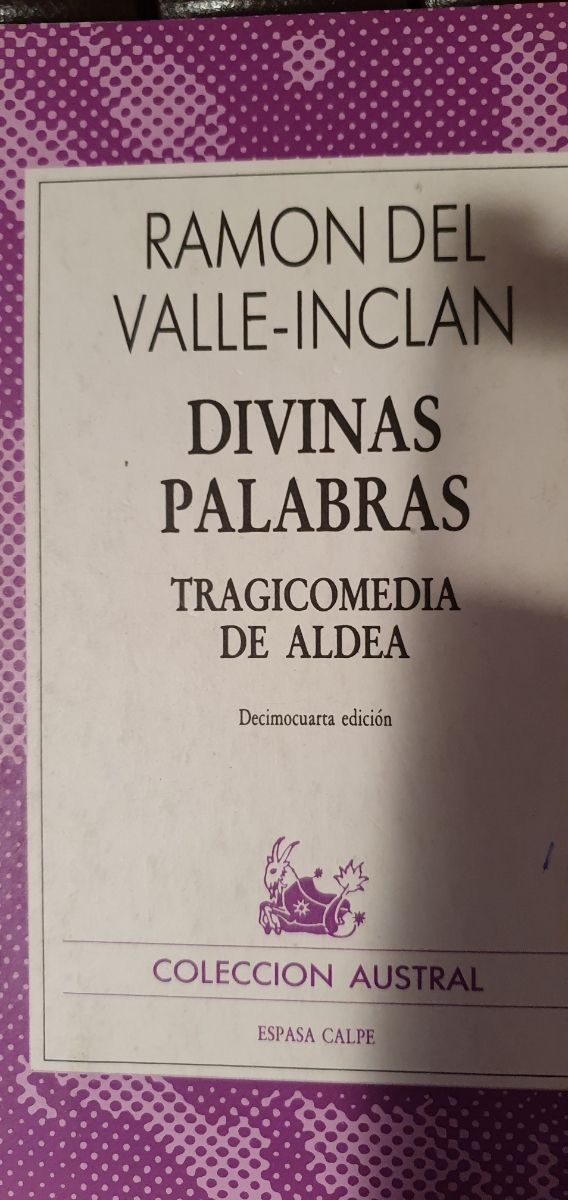 RAMON DEL
VALLE-INCLAN
DIVINAS
PALABRAS
TRAGICOMEDIA
DE ALDEA
Decimocuarta edición
COLECCION AUSTRAL
ESPASA CALPE